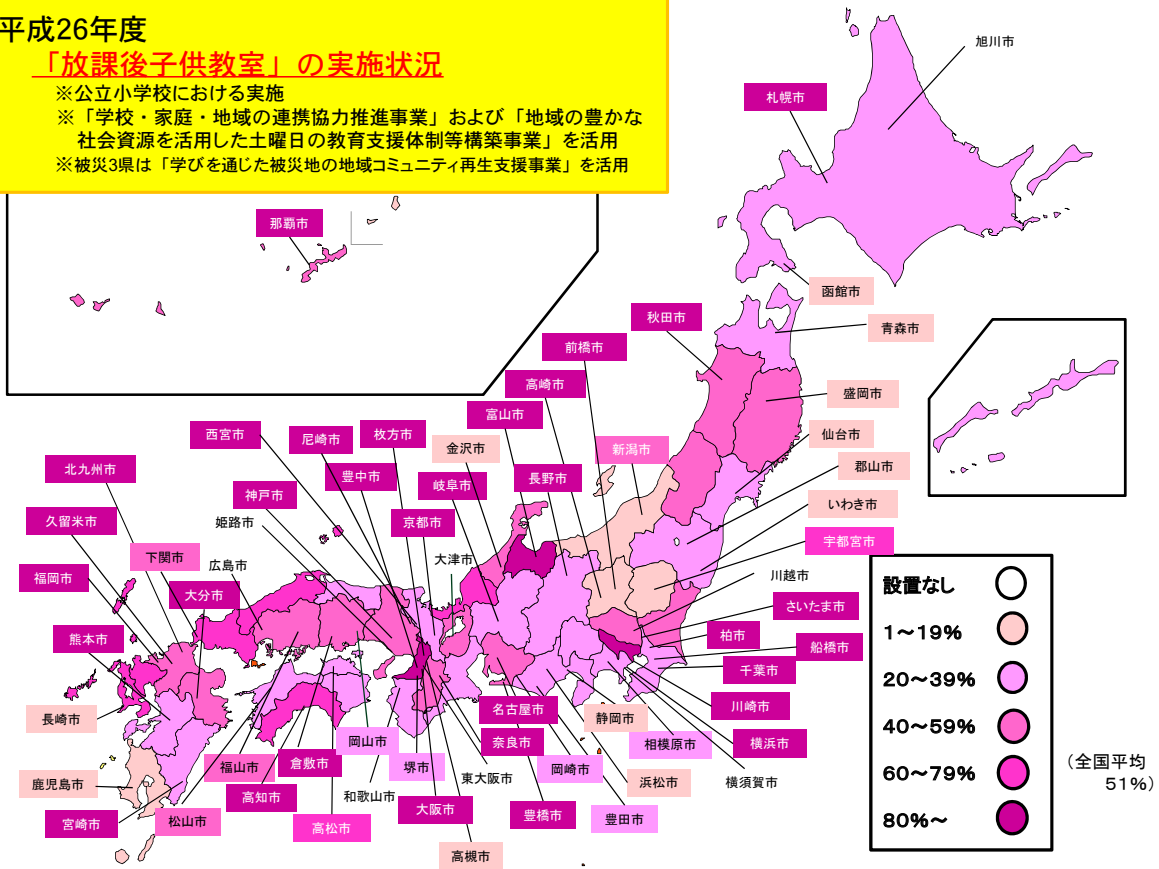 平成26年度
「放課後子供教室」の実施状況
※公立小学校における実施
※「学校・家庭・地域の連携協力推進事業」および「地域の豊かな
社会資源を活用した土曜日の教育支援体制等構築事業」を活用
※被災3県は「学びを通じた被災地の地域コミュニティ再生支援事業」を活用
旭川市
札幌市
那覇市
函館市
秋田市
青森市
前橋市
高崎市
盛岡市
富山市
西宮市
尼崎市
枚方市
金沢市
新潟市
仙台市
北九州市
豊中市
岐阜市
長野市
郡山市
神戸市
久留米市
姫路市
京都市
いわき市
下関市
広島市
大津市
宇都宮市
福岡市
大分市
川越市
設置なし
さいたま市
1～19%
熊本市
柏市
船橋市
千葉市
20～39%
長崎市
名古屋市
静岡市
川崎市
40～59%
岡山市
奈良市
相模原市
横浜市
福山市
倉敷市
堺市
東大阪市
岡崎市
60～79%
(全国平均
51%)
鹿児島市
高知市
和歌山市
浜松市
横須賀市
宮崎市
松山市
高松市
大阪市
豊橋市
豊田市
80%～
高槻市